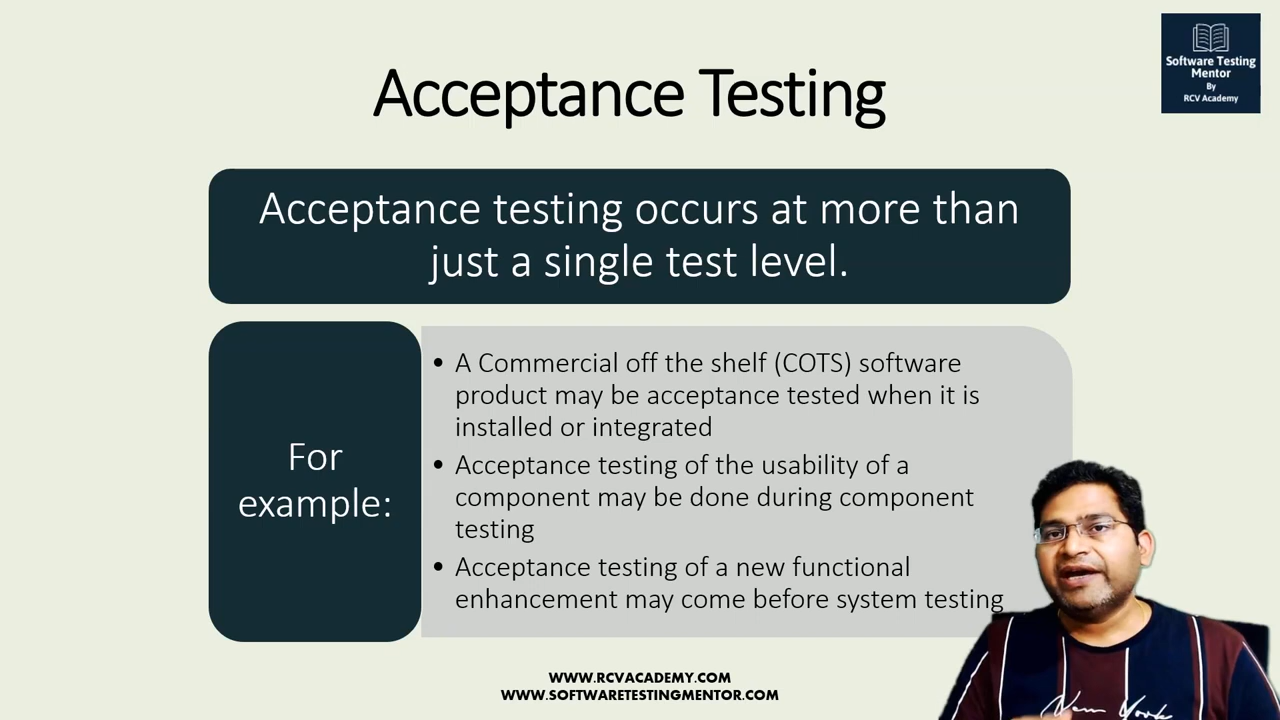 Acceptance Testing
Software Testing
Mentor
By
RCV Academy
Acceptance testing occurs at more than
just a single test level.
For
example:
• A Commercial off the shelf (COTS) software
product may be acceptance tested when it is
installed or integrated
• Acceptance testing of the usability of a
component may be done during component
testing
• Acceptance testing of a new functional
enhancement may come before system testing
WWW.RCVACADEMY.COM
WWW.SOFTWARETESTINGMENTOR.COM
New York